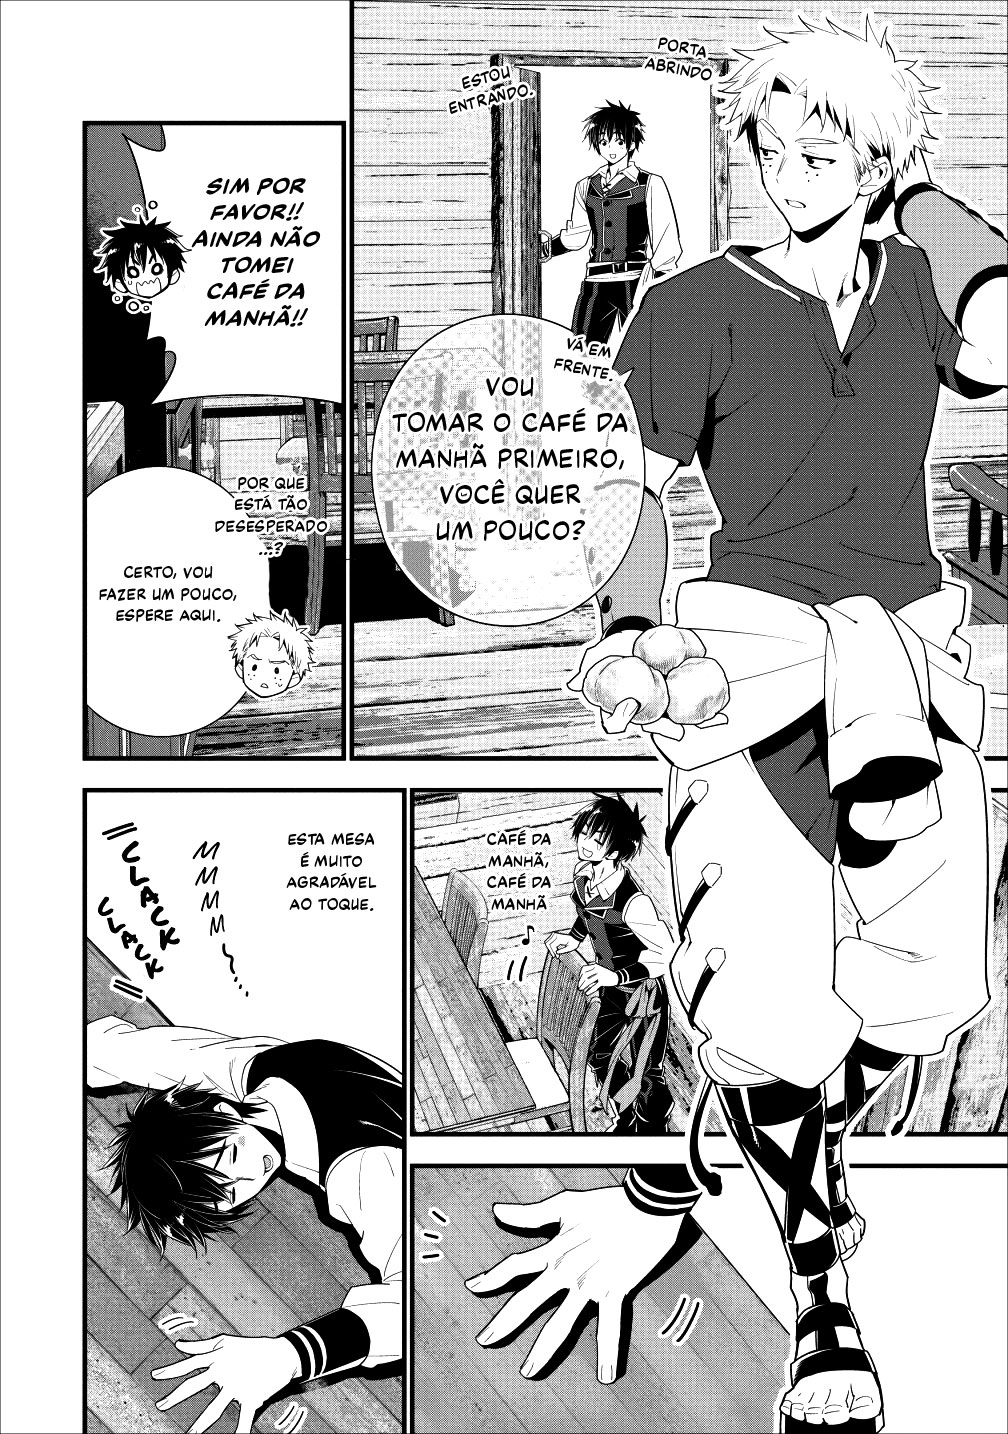 PORTA
ABRINDO
ESTOU
ENTRANDO.
VÁ EM
FRENTE.
VOU
TOMAR O CAFÉ DA
MANHÃ PRIMEIRO,
VOCÊ QUER
UM POUCO?
SIM POR
FAVOR!!
AINDA NÃO
TOMEI
CAFÉ DA
MANHÃ!!
POR QUE
ESTÁ TÃO
DESESPERADO
...?
CERTO, VOU
FAZER UM POUCO,
ESPERE AQUI.
CAFÉ DA
MANHÃ,
CAFÉ DA
MANHÃ
♪
ESTA MESA
É MUITO
AGRADÁVEL
AO TOQUE.
MMMM~...
CLACK
CLACK